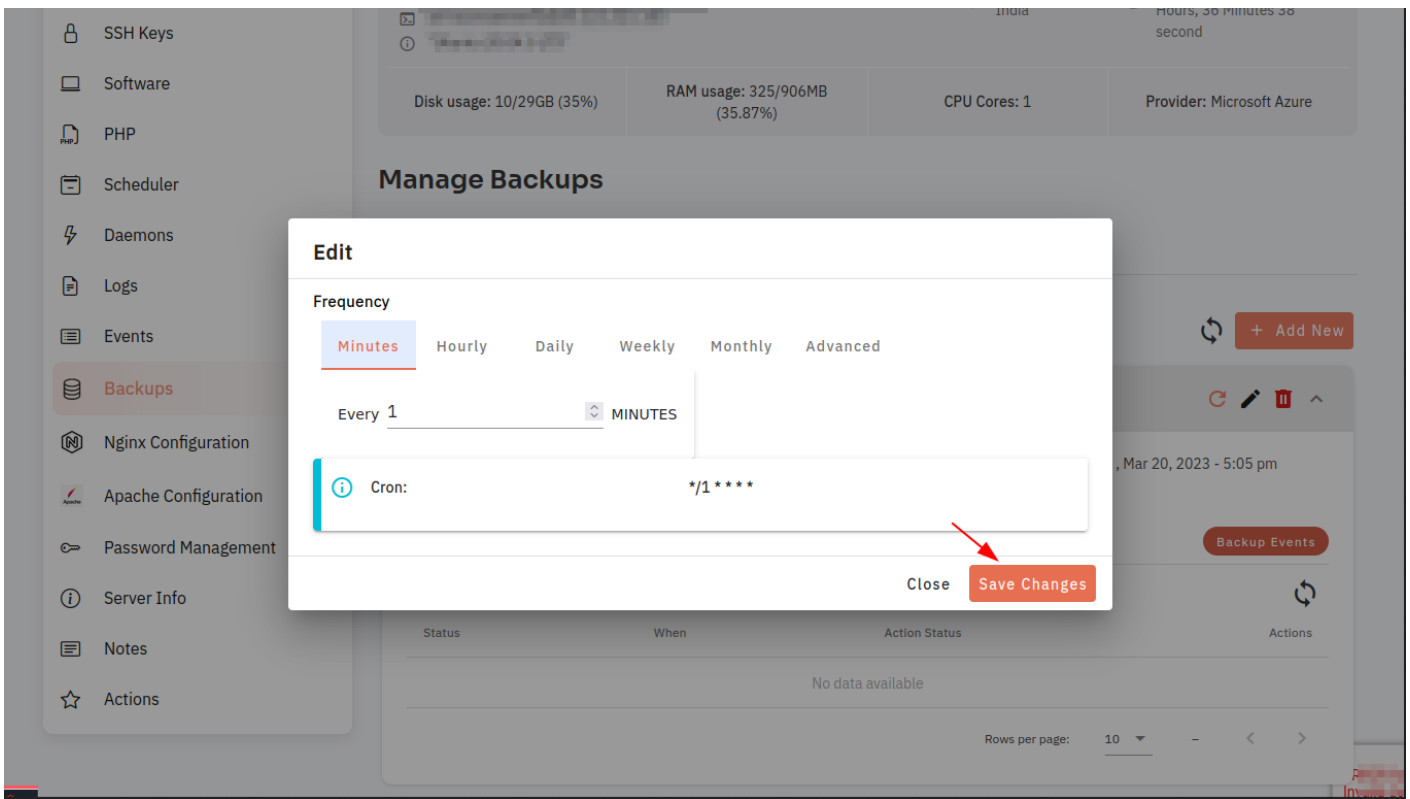 SSH Keys
Software
PHP
PHP
Scheduler
Daemons
Logs
Events
Backups
Nginx Configuration
Apache
Apache Configuration
Password Management
Server Info
Notes
Actions
India
Hours, 36 Minutes 38
second
Disk usage: 10/29GB (35%)
RAM usage: 325/906MB
(35.87%)
CPU Cores: 1
Provider: Microsoft Azure
Manage Backups
+ Add New
, Mar 20, 2023 - 5:05 pm
Backup Events
Edit
Frequency
Minutes Hourly Daily Weekly Monthly Advanced
Every 1 MINUTES
Cron: */1 * * * *
Close Save Changes
Status When Action Status Actions
No data available
Rows per page: 10 –